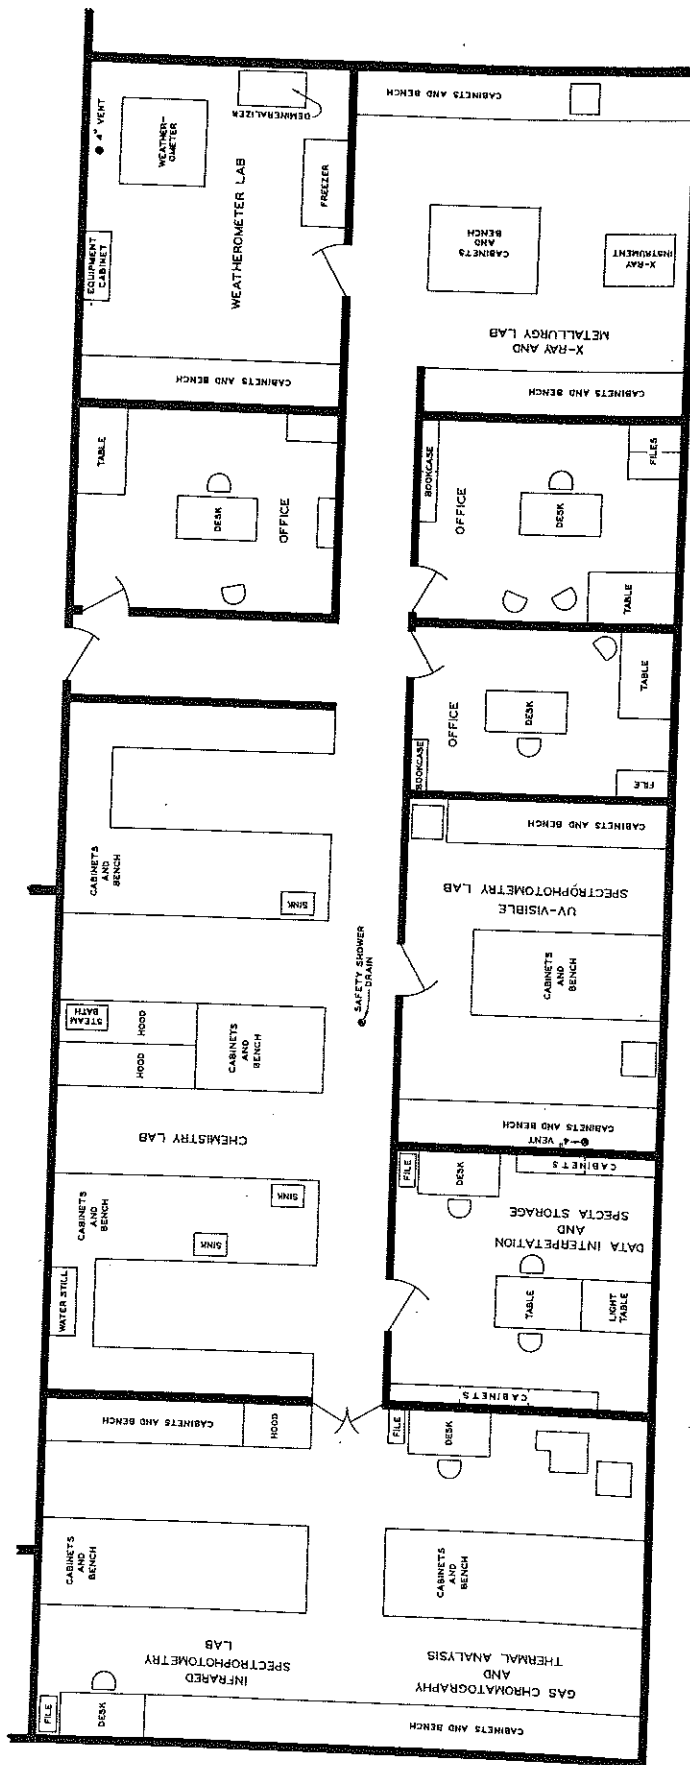 4" VENT
WEATHER-
OMETER
DEMINERALIZER
EQUIPMENT
CABINET
WEATHEROMETER LAB
FREEZER
CABINETS AND BENCH
CABINETS AND BENCH
CABINETS
AND
BENCH
X-RAY
INSTRUMENT
X-RAY AND
METALLURGY LAB
CABINETS AND BENCH
TABLE
DESK
OFFICE
BOOKCASE
OFFICE
DESK
FILES
TABLE
OFFICE
DESK
TABLE
BOOKCASE
FILE
CABINETS
AND
BENCH
SINK
STEAM
BATH
HOOD
HOOD
CABINETS
AND
BENCH
SAFETY SHOWER
DRAIN
CHEMISTRY LAB
CABINETS
AND
BENCH
SINK
SINK
WATER STILL
CABINETS AND BENCH
UV-VISIBLE
SPECTROPHOTOMETRY LAB
CABINETS
AND
BENCH
CABINETS AND BENCH
4" VENT
FILE
DESK
CABINETS
DATA INTERPETATION
AND
SPECTA STORAGE
TABLE
LIGHT
TABLE
CABINETS
CABINETS AND BENCH
HOOD
FILE
DESK
CABINETS
AND
BENCH
CABINETS
AND
BENCH
INFRARED
SPECTROPHOTOMETRY
LAB
GAS CHROMATOGRAPHY
AND
THERMAL ANALYSIS
FILE
DESK
CABINETS AND BENCH